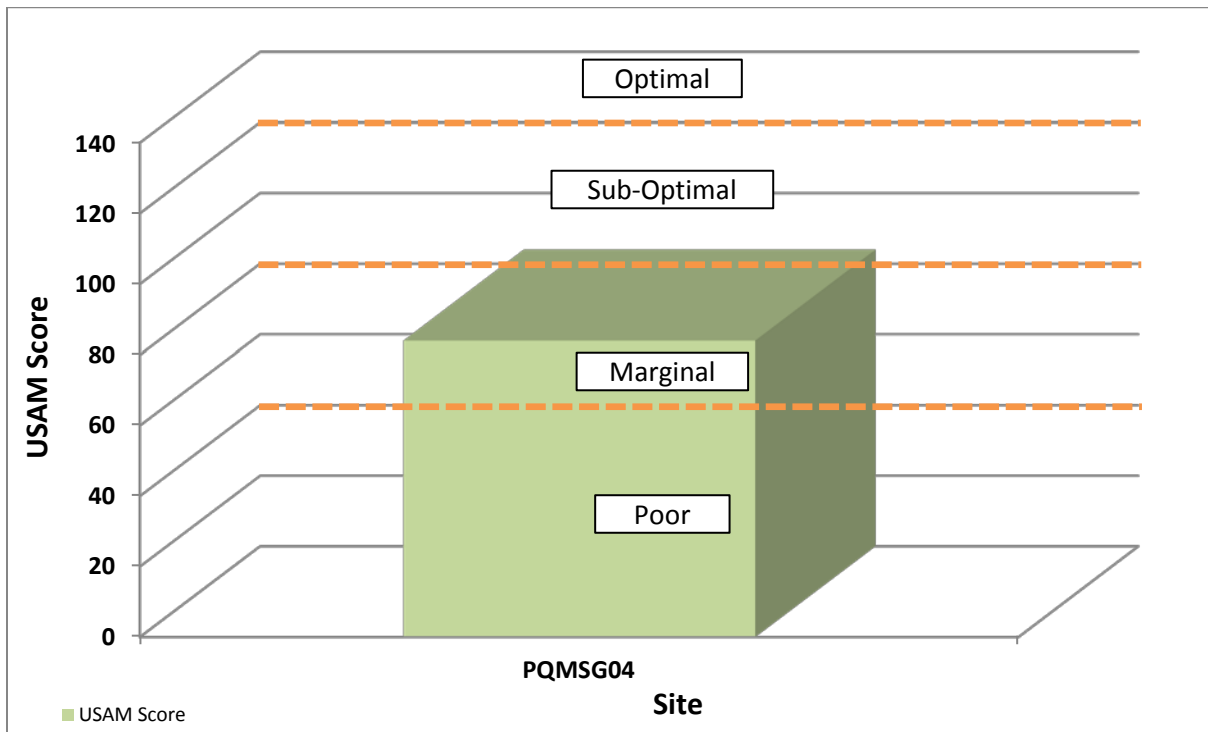 Optimal
140
Sub-Optimal
120
100
80
Marginal
60
40
Poor
20
0
USAM Score
PQMSG04
Site
USAM Score